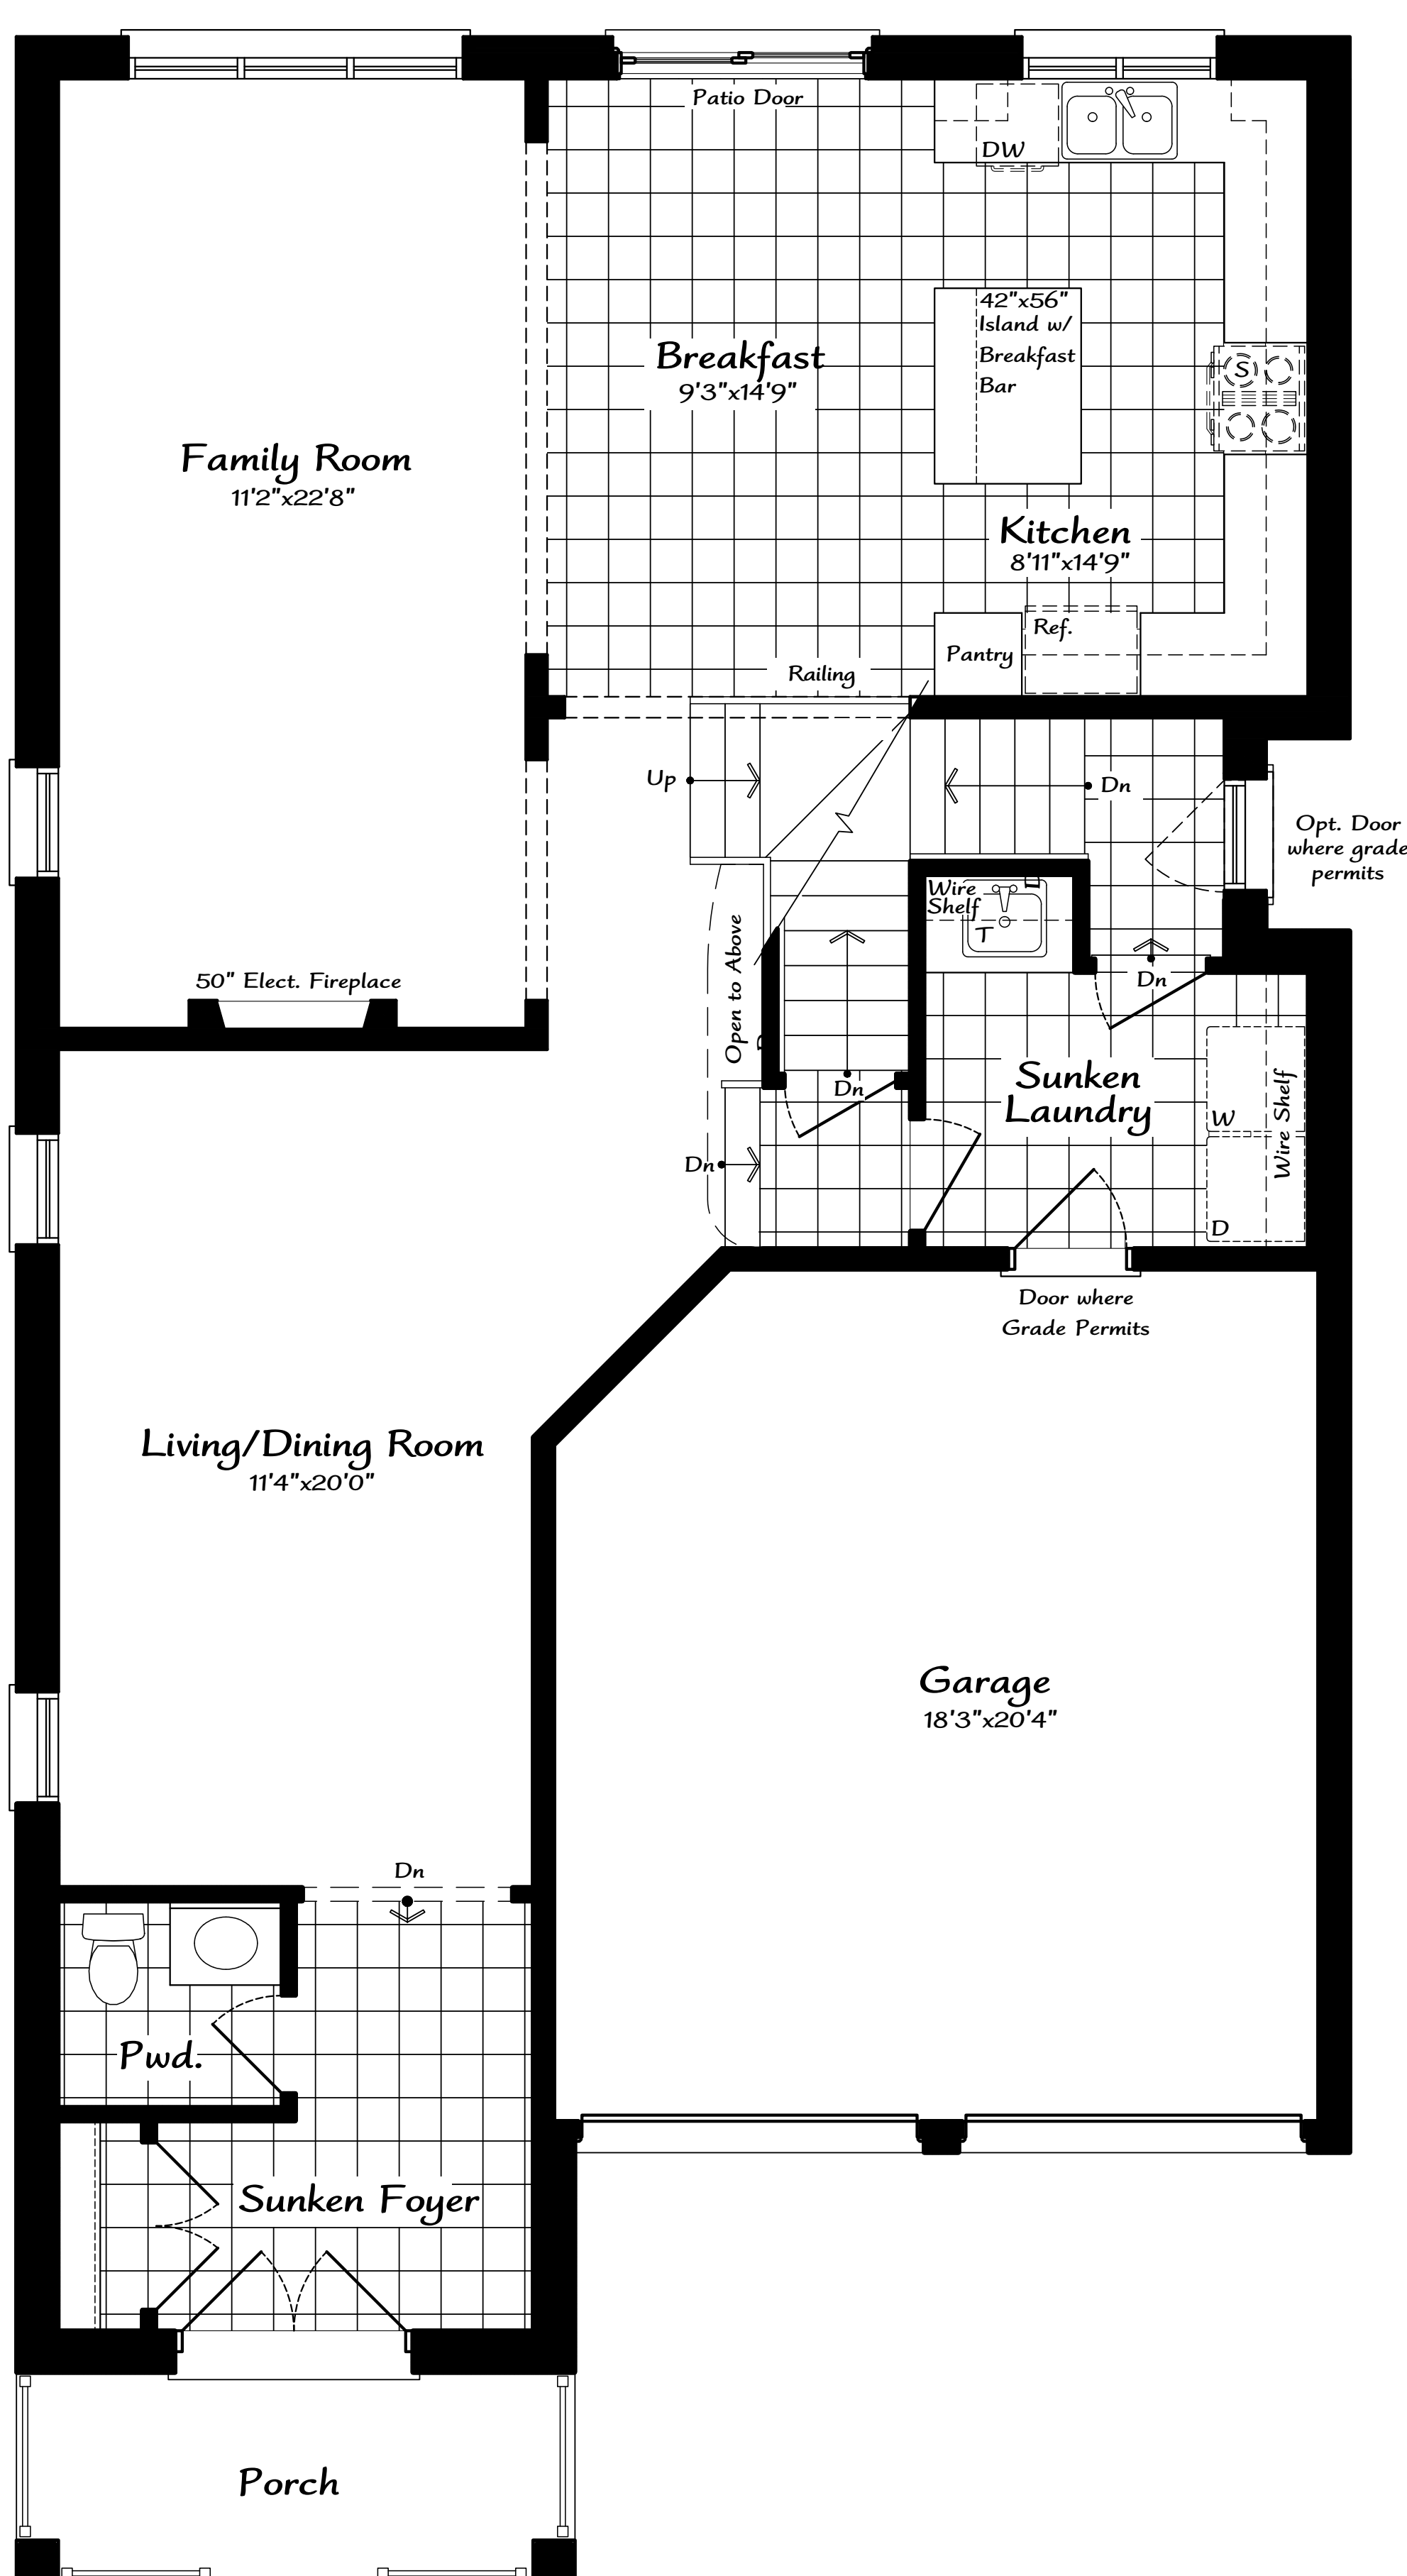 Patio Door
DW
42"x56"
Island w/
Breakfast
Bar
Breakfast
9'3"x14'9"
S
Family Room
11'2"x22'8"
Kitchen
8'11"x14'9"
Ref.
Pantry
Railing
Up
Dn
Opt. Door
where grade
permits
Wire
Shelf
T
Open to Above
Dn
50" Elect. Fireplace
Dn
Sunken
Laundry
W
Wire Shelf
Dn
D
Door where
Grade Permits
Living/Dining Room
11'4"x20'0"
Garage
18'3"x20'4"
Dn
Pwd.
Sunken Foyer
Porch